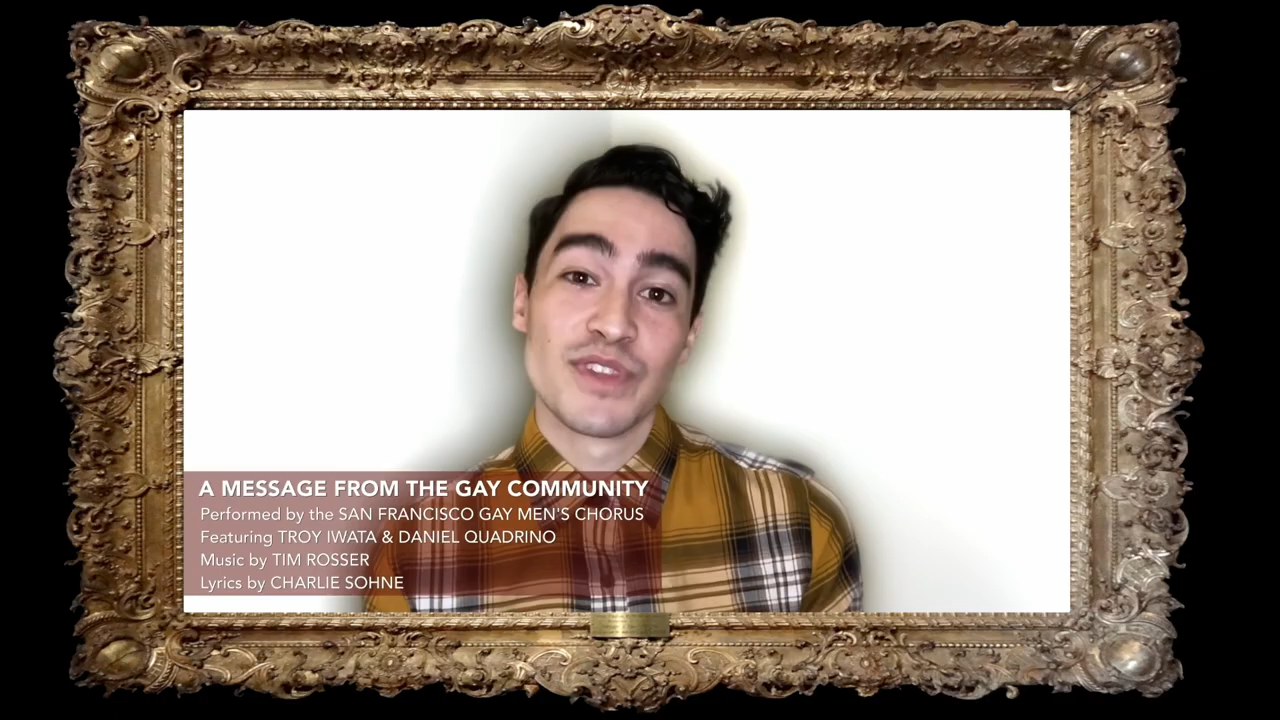 A MESSAGE FROM THE GAY COMMUNITY
Performed by the SAN FRANCISCO GAY MEN'S CHORUS
Featuring TROY IWATA & DANIEL QUADRINO
Music by TIM ROSSER
Lyrics by CHARLIE SOHNE